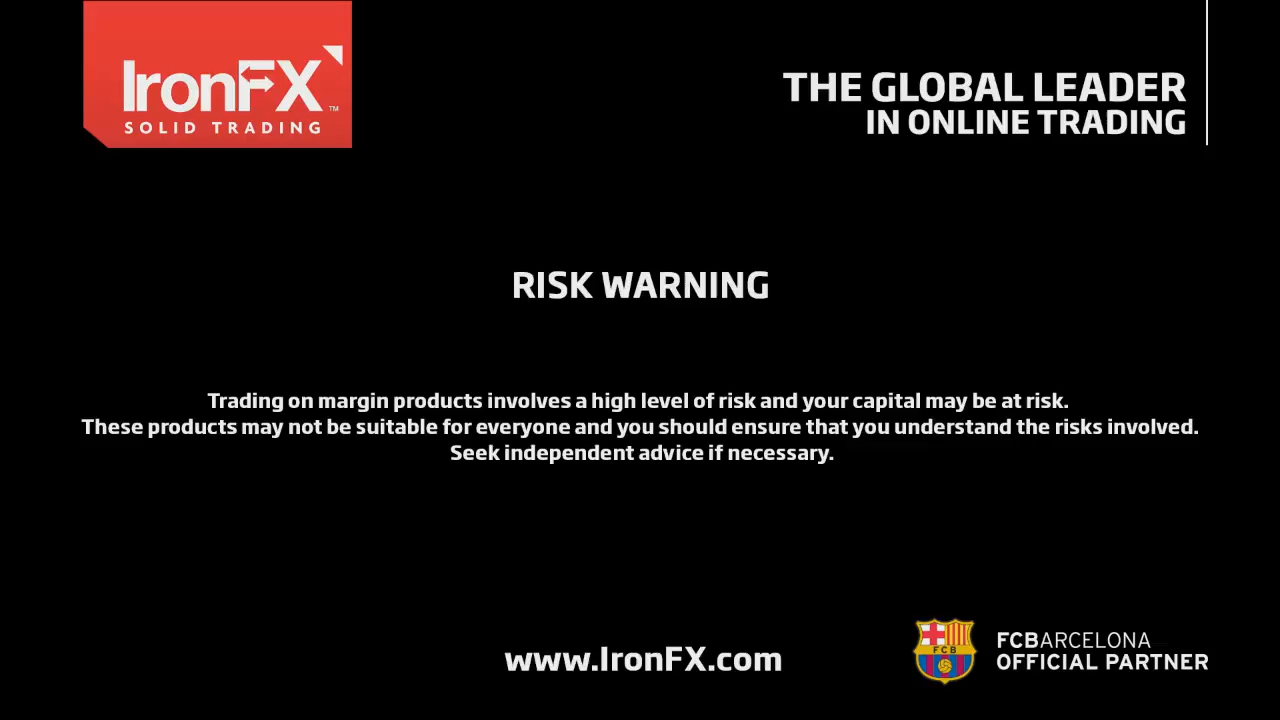 IronFX™
SOLID TRADING
THE GLOBAL LEADER
IN ONLINE TRADING
RISK WARNING
Trading on margin products involves a high level of risk and your capital may be at risk.
These products may not be suitable for everyone and you should ensure that you understand the risks involved.
Seek independent advice if necessary.
www.IronFX.com
FCB
FCBARCELONA
OFFICIAL PARTNER